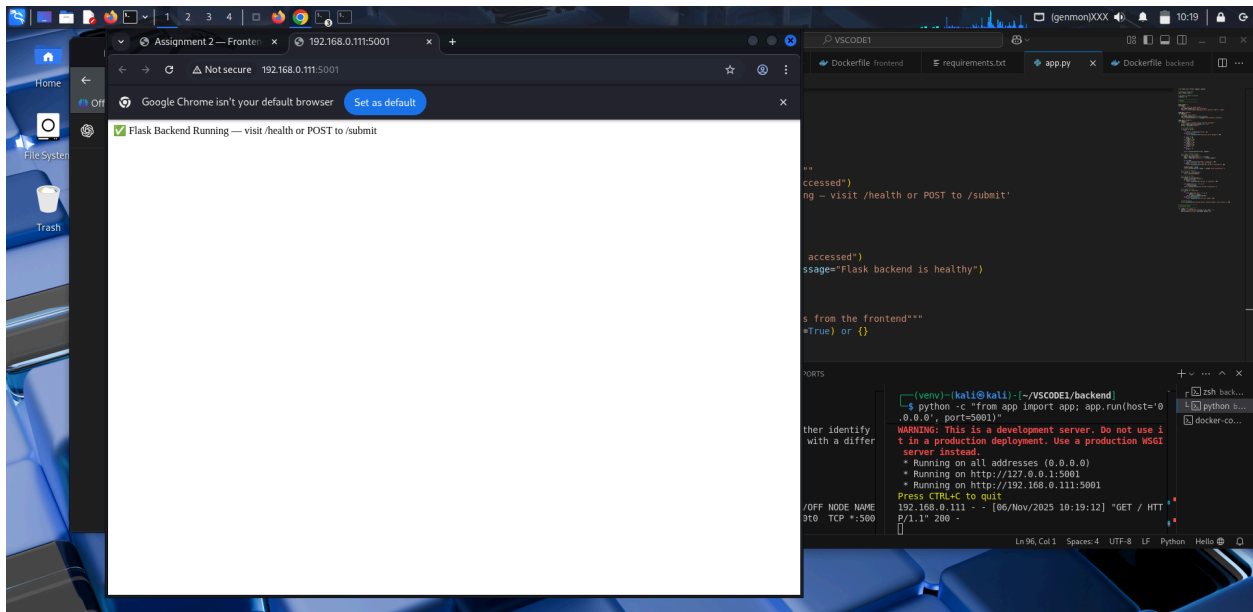 1 2 3 4
(genmon)XXX
10:19
Home
File System
Trash
Off
Assignment 2 — Fronten
192.168.0.111:5001
Not secure 192.168.0.111:5001
Google Chrome isn't your default browser
Set as default
✅ Flask Backend Running — visit /health or POST to /submit
VSCODE1
Dockerfile frontend
requirements.txt
app.py
Dockerfile backend
""
ccessed")
ng — visit /health or POST to /submit'
accessed")
ssage="Flask backend is healthy")
s from the frontend"""
=True) or {}
PORTS
ther identify
with a differ
/OFF NODE NAME
0t0 TCP *:500
(venv)-(kali㉿kali)-[~/VSCODE1/backend]
$ python -c "from app import app; app.run(host='0
.0.0.0', port=5001)"
WARNING: This is a development server. Do not use i
t in a production deployment. Use a production WSGI
server instead.
* Running on all addresses (0.0.0.0)
* Running on http://127.0.0.1:5001
* Running on http://192.168.0.111:5001
Press CTRL+C to quit
192.168.0.111 - - [06/Nov/2025 10:19:12] "GET / HTT
P/1.1" 200 -
zsh back...
python b...
docker-co...
Ln 96, Col 1 Spaces: 4 UTF-8 LF Python Hello